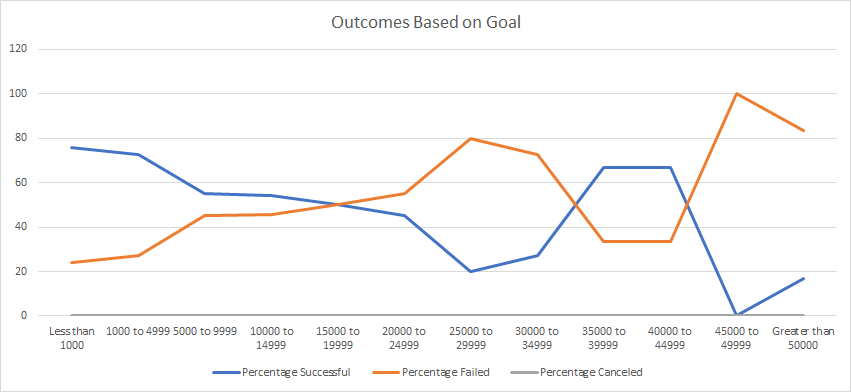 Outcomes Based on Goal
120
100
80
60
40
20
0
Less than 1000
1000 to 4999
5000 to 9999
10000 to 14999
15000 to 19999
20000 to 24999
25000 to 29999
30000 to 34999
35000 to 39999
40000 to 44999
45000 to 49999
Greater than 50000
Percentage Successful
Percentage Failed
Percentage Canceled